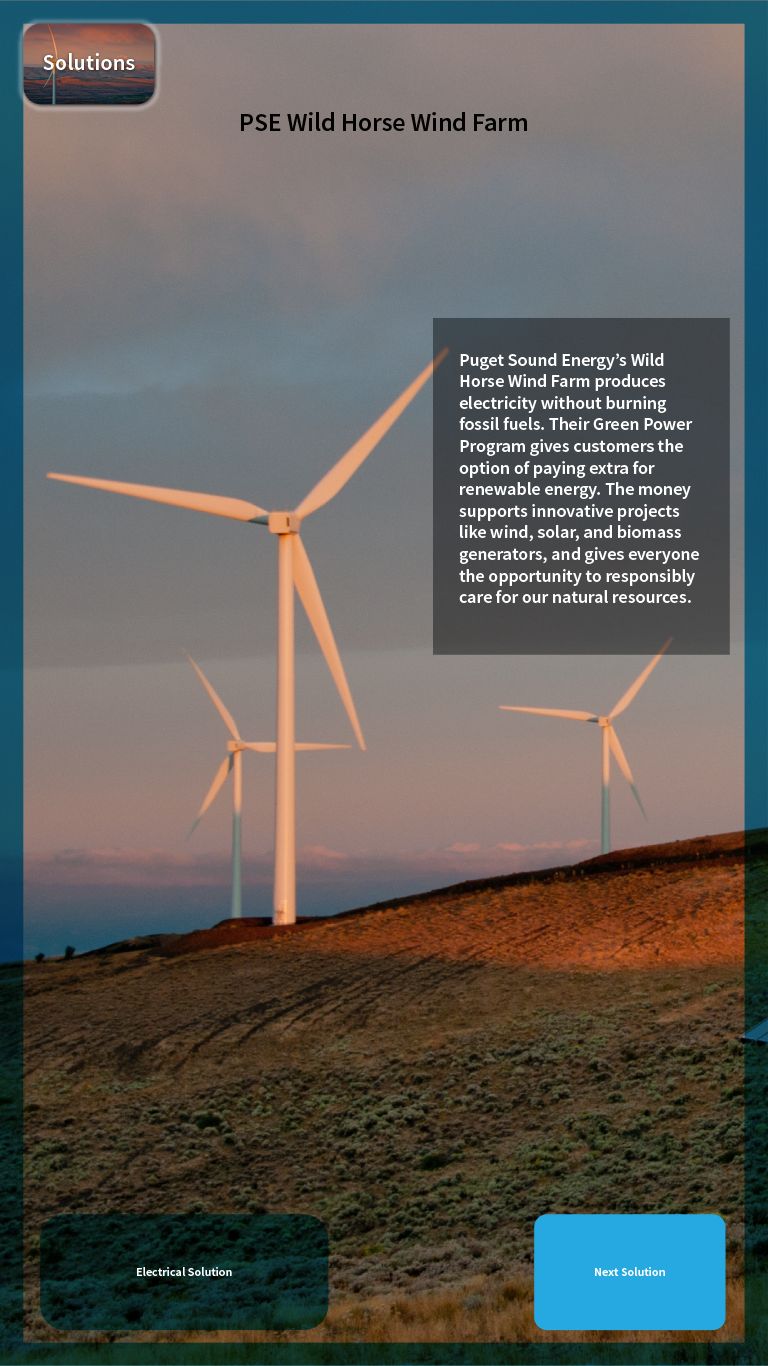 Solutions
PSE Wild Horse Wind Farm
Puget Sound Energy’s Wild
Horse Wind Farm produces
electricity without burning
fossil fuels. Their Green Power
Program gives customers the
option of paying extra for
renewable energy. The money
supports innovative projects
like wind, solar, and biomass
generators, and gives everyone
the opportunity to responsibly
care for our natural resources.
Electrical Solution
Next Solution